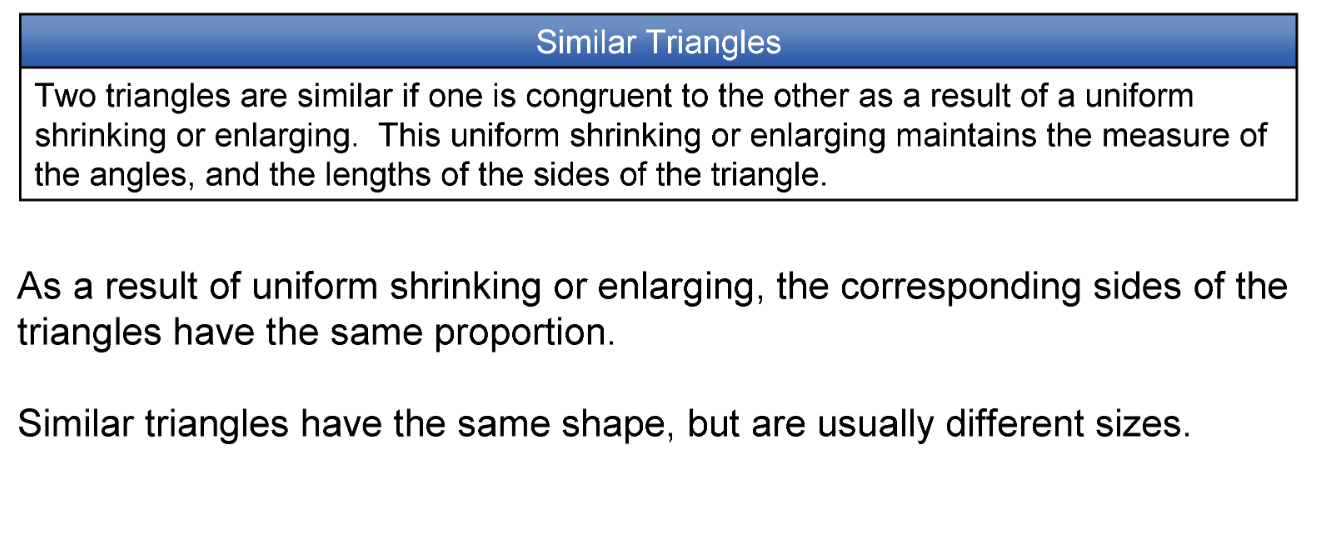 Similar Triangles
Two triangles are similar if one is congruent to the other as a result of a uniform
shrinking or enlarging.  This uniform shrinking or enlarging maintains the measure of
the angles, and the lengths of the sides of the triangle.
As a result of uniform shrinking or enlarging, the corresponding sides of the
triangles have the same proportion.
Similar triangles have the same shape, but are usually different sizes.